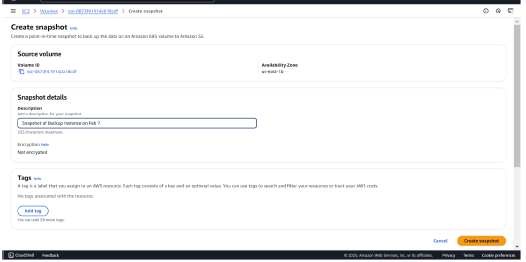 EC2 > Volumes > > Create snapshot
Create snapshot Info
Create a point-in-time snapshot to back up the data on an Amazon EBS volume to Amazon S3.
Source volume
Volume ID
Availability Zone
us-east-1b
Snapshot details
Description
Add a description for your snapshot
Snapshot of Backup Instance on Feb 7
255 characters maximum.
Encryption Info
Not encrypted
Tags Info
A tag is a label that you assign to an AWS resource. Each tag consists of a key and an optional value. You can use tags to search and filter your resources or track your AWS costs.
No tags associated with the resource.
Add tag
You can add 50 more tags.
Cancel
Create snapshot
CloudShell Feedback
© 2025, Amazon Web Services, Inc. or its affiliates. Privacy Terms Cookie preferences